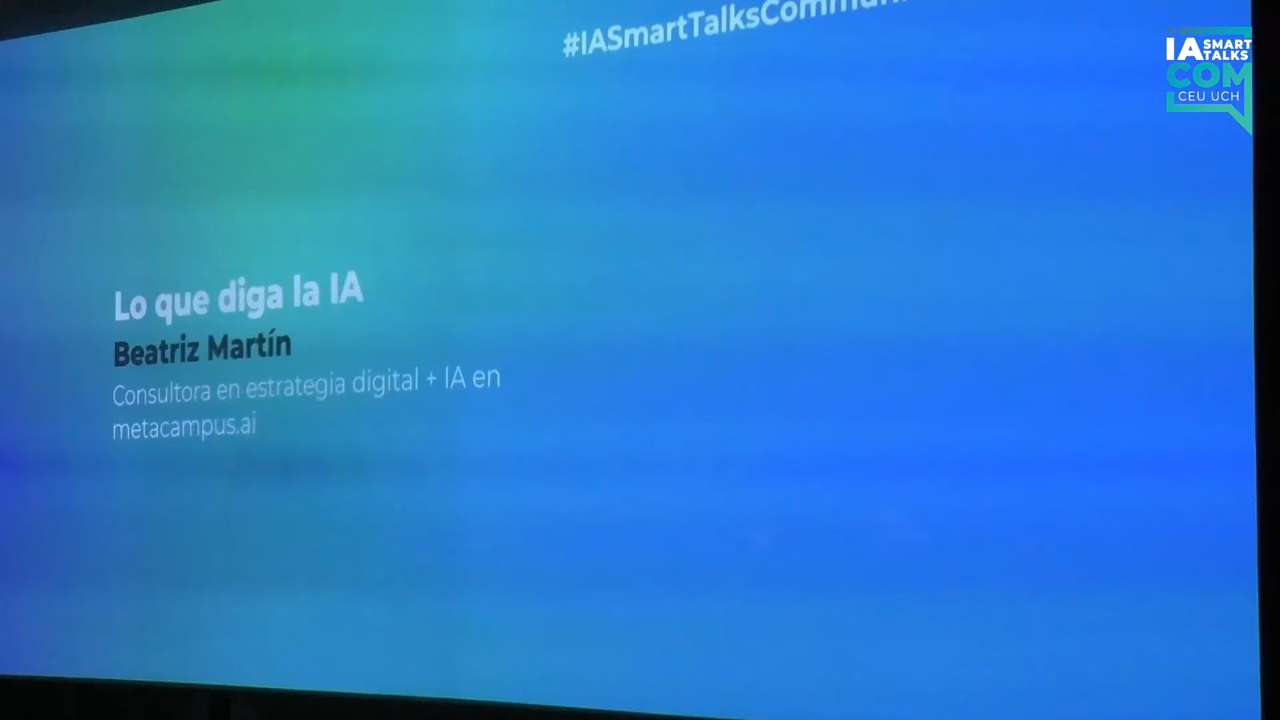 #IASmartTalksCommun
IA SMART TALKS
COM
CEU UCH
Lo que diga la IA
Beatriz Martín
Consultora en estrategia digital + IA en
metacampus.ai